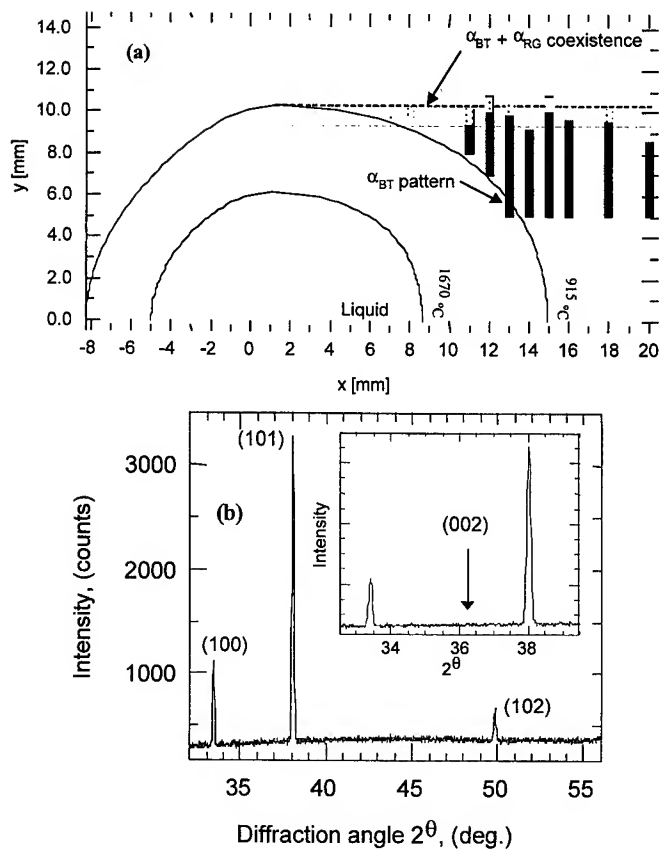 (a)
α_BT + α_RG coexistence
y [mm]
14.0
12.0
10.0
8.0
6.0
4.0
2.0
0.0
α_BT pattern
Liquid
1670 °C
915 °C
-8 -6 -4 -2 0 2 4 6 8 10 12 14 16 18 20
x [mm]
(b)
Intensity, (counts)
3000
2000
1000
(100)
(101)
(102)
Intensity
(002)
34 36 38
2θ
35 40 45 50 55
Diffraction angle 2θ, (deg.)